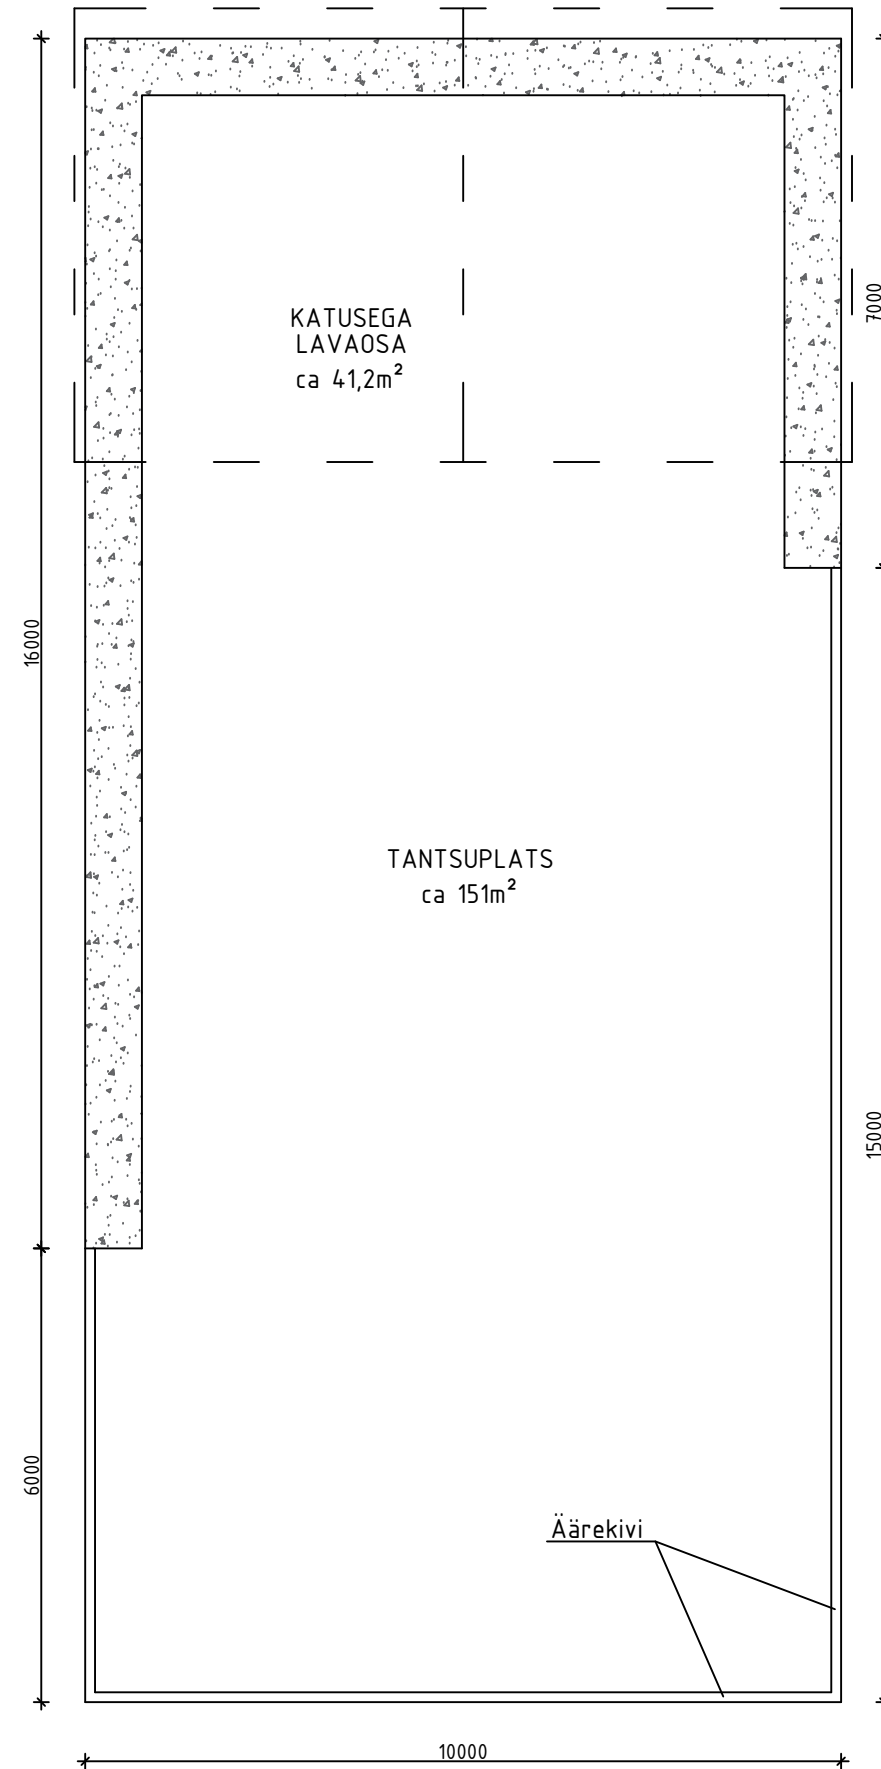 7000
KATUSEGA
LAVAOSA
ca 41,2m²
16000
TANTSUPLATS
ca 151m²
15000
6000
Äärekivi
10000